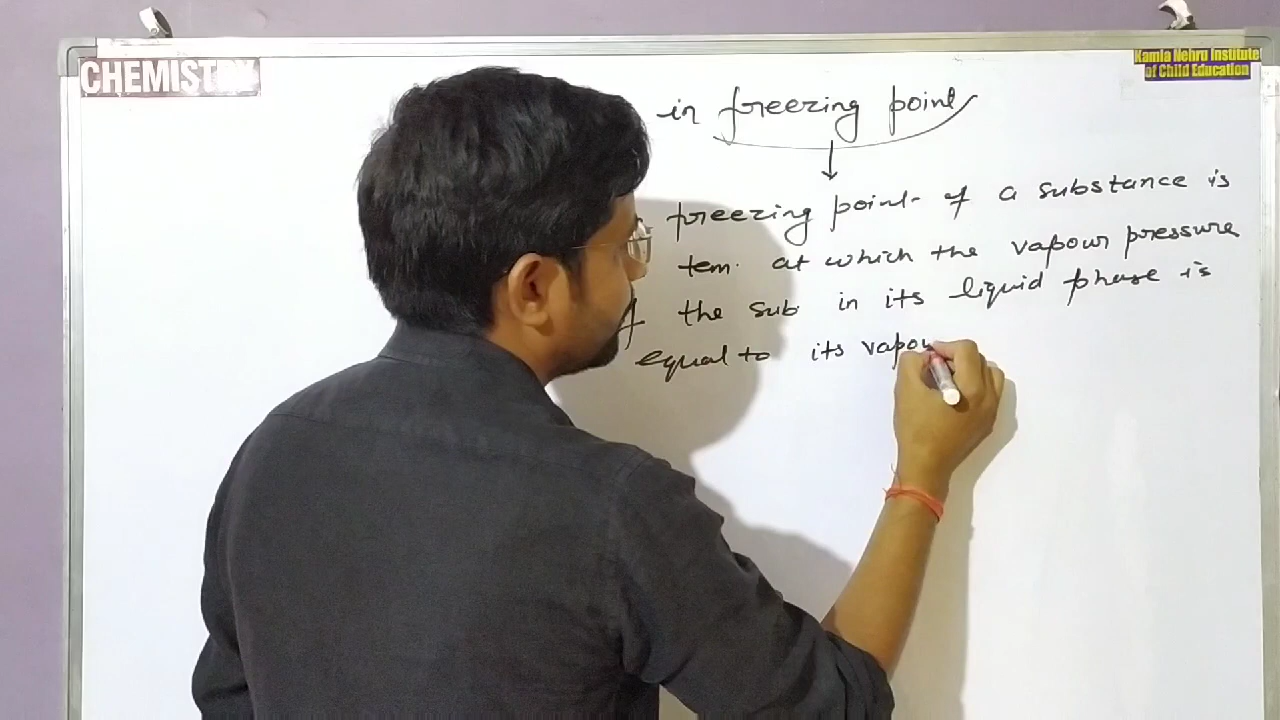 CHEMISTRY
Kamla Nehru Institute
of Child Education
in freezing point
freezing point of a substance is
tem. at which the vapour pressure
of the sub in its liquid phase is
equal to its vapou